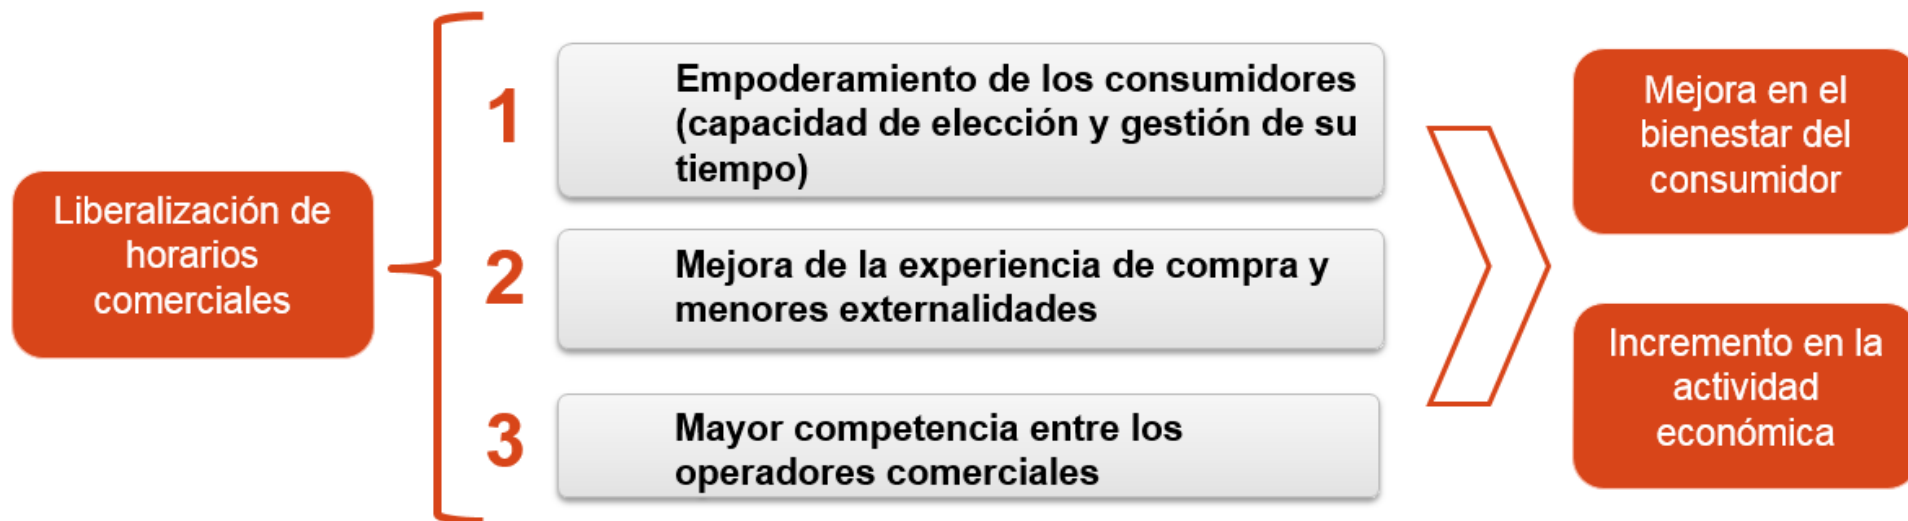 Liberalización de
horarios
comerciales
1
Empoderamiento de los consumidores
(capacidad de elección y gestión de su
tiempo)
2
Mejora de la experiencia de compra y
menores externalidades
3
Mayor competencia entre los
operadores comerciales
Mejora en el
bienestar del
consumidor
Incremento en la
actividad
económica